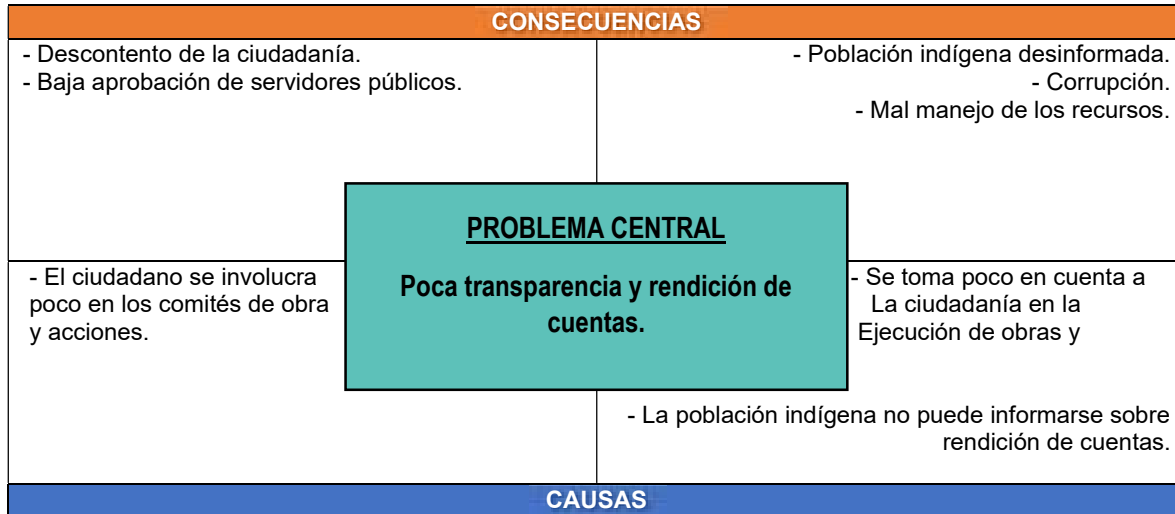 CONSECUENCIAS
- Descontento de la ciudadanía.
- Baja aprobación de servidores públicos.
- Población indígena desinformada.
- Corrupción.
- Mal manejo de los recursos.
PROBLEMA CENTRAL
Poca transparencia y rendición de
cuentas.
- El ciudadano se involucra
poco en los comités de obra
y acciones.
- Se toma poco en cuenta a
La ciudadanía en la
Ejecución de obras y
- La población indígena no puede informarse sobre
rendición de cuentas.
CAUSAS